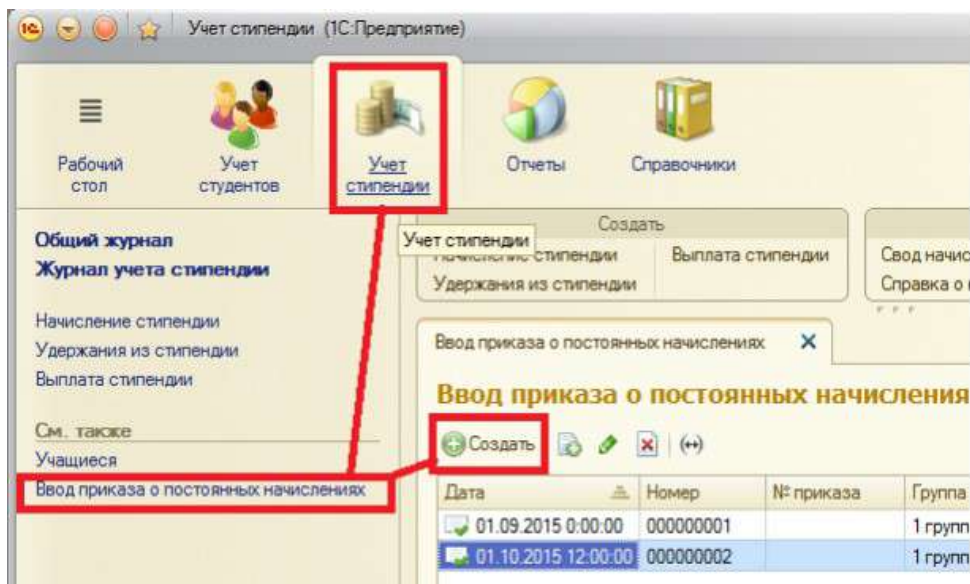 1С Учет стипендии (1С:Предприятие)
Рабочий стол
Учет студентов
Учет стипендии
Отчеты
Справочники
Общий журнал
Журнал учета стипендии
Начисление стипендии
Удержания из стипендии
Выплата стипендии
См. также
Учащиеся
Ввод приказа о постоянных начислениях
Создать
Учет стипендии
Начисление стипендии Выплата стипендии
Удержания из стипендии
Свод начис
Справка о
Ввод приказа о постоянных начислениях
Ввод приказа о постоянных начисления
Создать
Дата Номер № приказа Группа
01.09.2015 0:00:00 000000001 1 групп
01.10.2015 12:00:00 000000002 1 групп